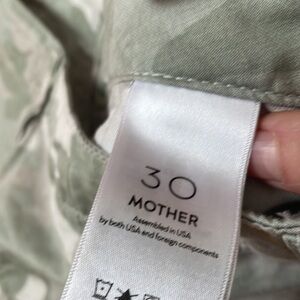 30
MOTHER
Assembled in USA
by both USA and foreign components